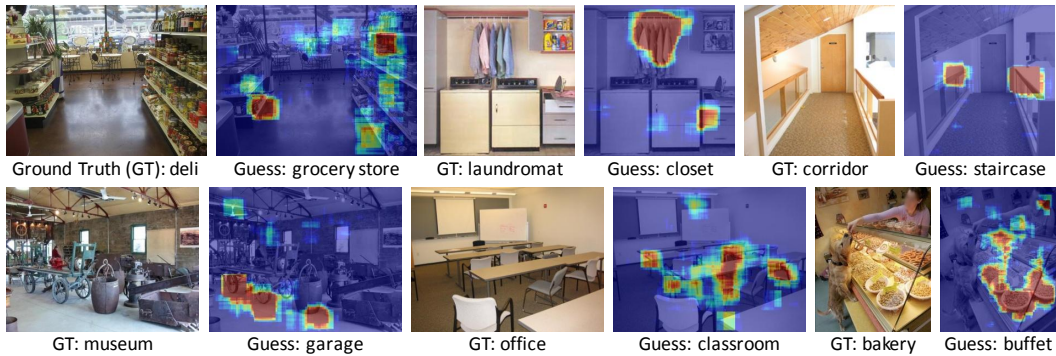 Ground Truth (GT): deli
Guess: grocery store
GT: laundromat
Guess: closet
GT: corridor
Guess: staircase
GT: museum
Guess: garage
GT: office
Guess: classroom
GT: bakery
Guess: buffet